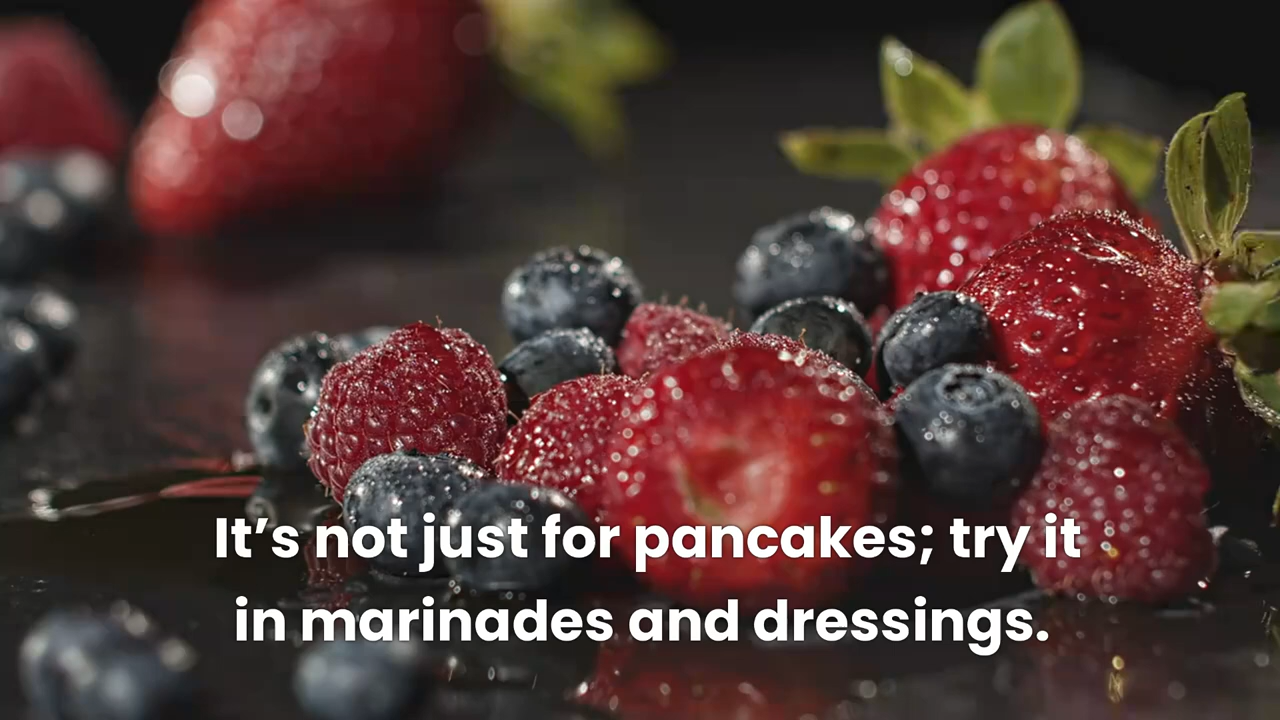 It’s not just for pancakes; try it
in marinades and dressings.